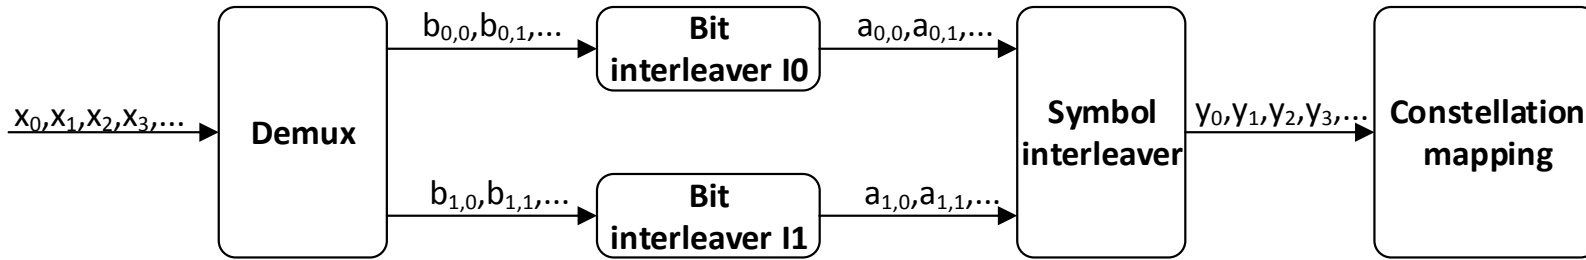 b0,0,b0,1,...
Bit
interleaver I0
a0,0,a0,1,...
x0,x1,x2,x3,...
Demux
Symbol
interleaver
y0,y1,y2,y3,...
Constellation
mapping
b1,0,b1,1,...
Bit
interleaver I1
a1,0,a1,1,...